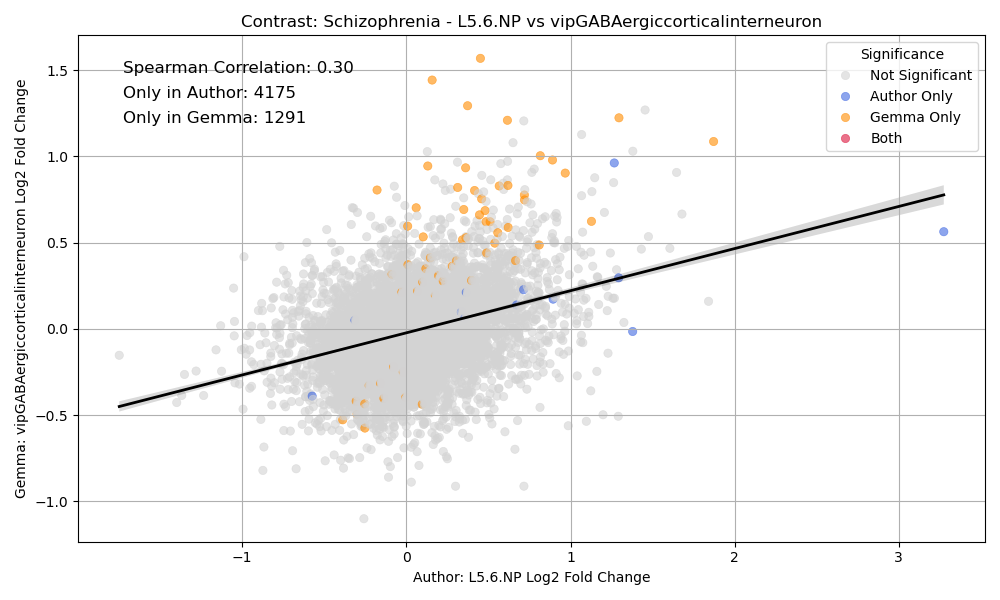 Contrast: Schizophrenia - L5.6.NP vs vipGABAergiccorticalinterneuron
Spearman Correlation: 0.30
Only in Author: 4175
Only in Gemma: 1291
Significance
Not Significant
Author Only
Gemma Only
Both
Gemma: vipGABAergiccorticalinterneuron Log2 Fold Change
1.5
1.0
0.5
0.0
−0.5
−1.0
−1
0
1
2
3
Author: L5.6.NP Log2 Fold Change